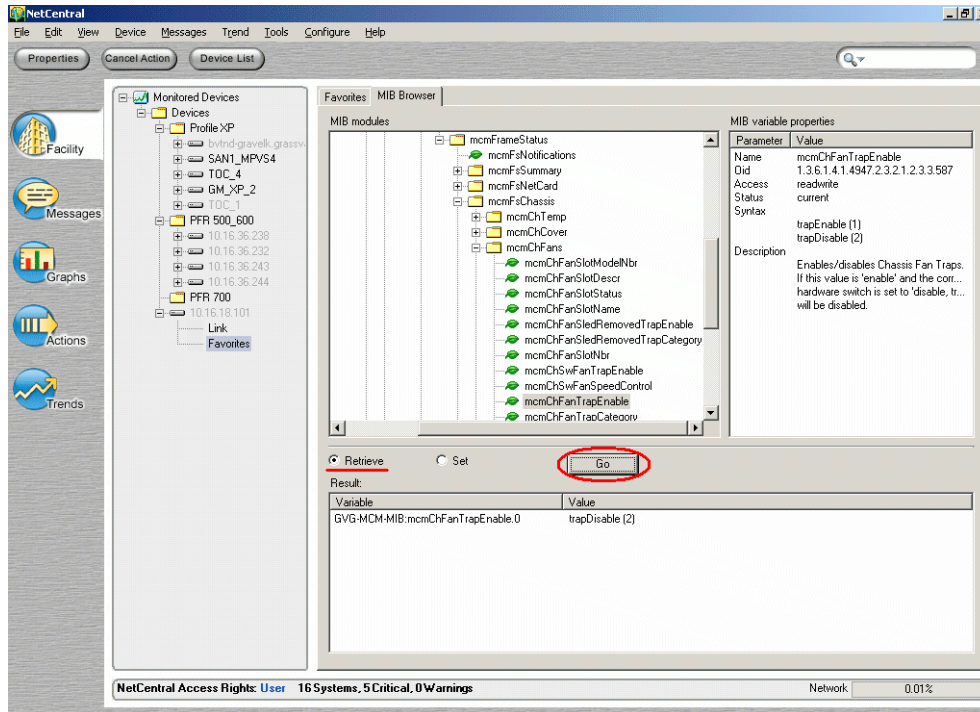 NetCentral
File Edit View Device Messages Trend Tools Configure Help
Properties Cancel Action Device List
Facility
Messages
Graphs
Actions
Trends
Monitored Devices
Devices
Profile XP
bvtnd-gravelk.grassv
SAN1_MPVS4
TOC_4
GM_XP_2
TOC_1
PFR 500_600
10.16.36.238
10.16.36.232
10.16.36.243
10.16.36.244
PFR 700
10.16.18.101
Link
Favorites
Favorites MIB Browser
MIB modules
mcmFrameStatus
mcmFsNotifications
mcmFsSummary
mcmFsNetCard
mcmFsChassis
mcmChTemp
mcmChCover
mcmChFans
mcmChFanSlotModelNbr
mcmChFanSlotDescr
mcmChFanSlotStatus
mcmChFanSlotName
mcmChFanSledRemovedTrapEnable
mcmChFanSledRemovedTrapCategory
mcmChFanSlotNbr
mcmChSwFanTrapEnable
mcmChSwFanSpeedControl
mcmChFanTrapEnable
mcmChFanTrapCategory
MIB variable properties
Parameter Value
Name mcmChFanTrapEnable
Oid 1.3.6.1.4.1.4947.2.3.2.1.2.3.3.587
Access readwrite
Status current
Syntax
trapEnable (1)
trapDisable (2)
Description
Enables/disables Chassis Fan Traps.
If this value is 'enable' and the corr...
hardware switch is set to 'disable, tr...
will be disabled.
Retrieve Set Go
Result:
Variable Value
GVG-MCM-MIB:mcmChFanTrapEnable.0 trapDisable (2)
NetCentral Access Rights: User 16 Systems, 5 Critical, 0 Warnings
Network 0.01%